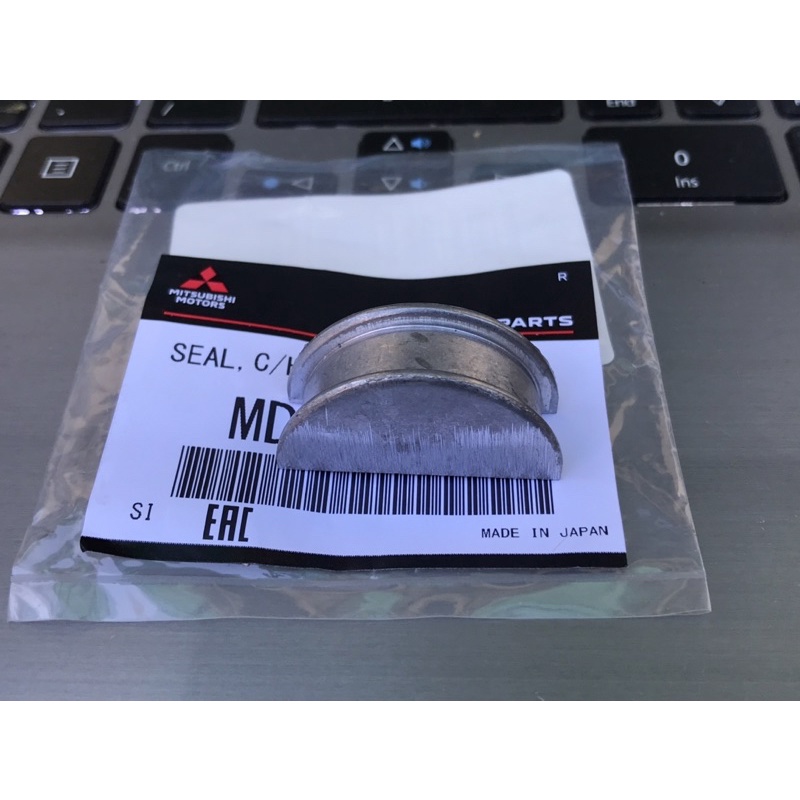 End
Ctrl
0
Ins
R
MITSUBISHI
MOTORS
PARTS
SEAL, C/H
MD
SI
EAC
MADE IN JAPAN